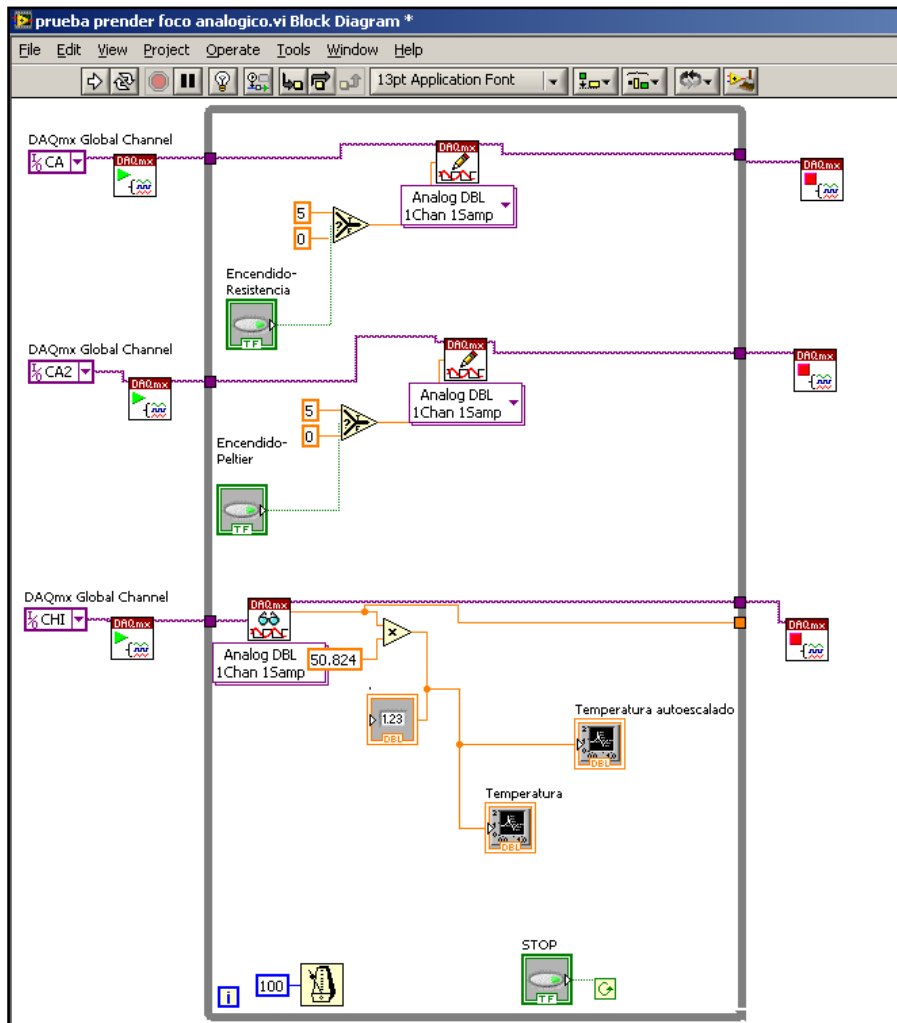 prueba prender foco analogico.vi Block Diagram *
File Edit View Project Operate Tools Window Help
13pt Application Font
DAQmx Global Channel
CA
DAQmx
DAQmx
DAQmx
Analog DBL
1Chan 1Samp
5
0
? T F
Encendido-
Resistencia
TF
DAQmx Global Channel
CA2
DAQmx
DAQmx
DAQmx
Analog DBL
1Chan 1Samp
5
0
? T F
Encendido-
Peltier
TF
DAQmx Global Channel
CHI
DAQmx
DAQmx
DAQmx
Analog DBL
1Chan 1Samp
50.824
x
1.23
DBL
Temperatura autoescalado
DBL
Temperatura
DBL
STOP
TF
100
i